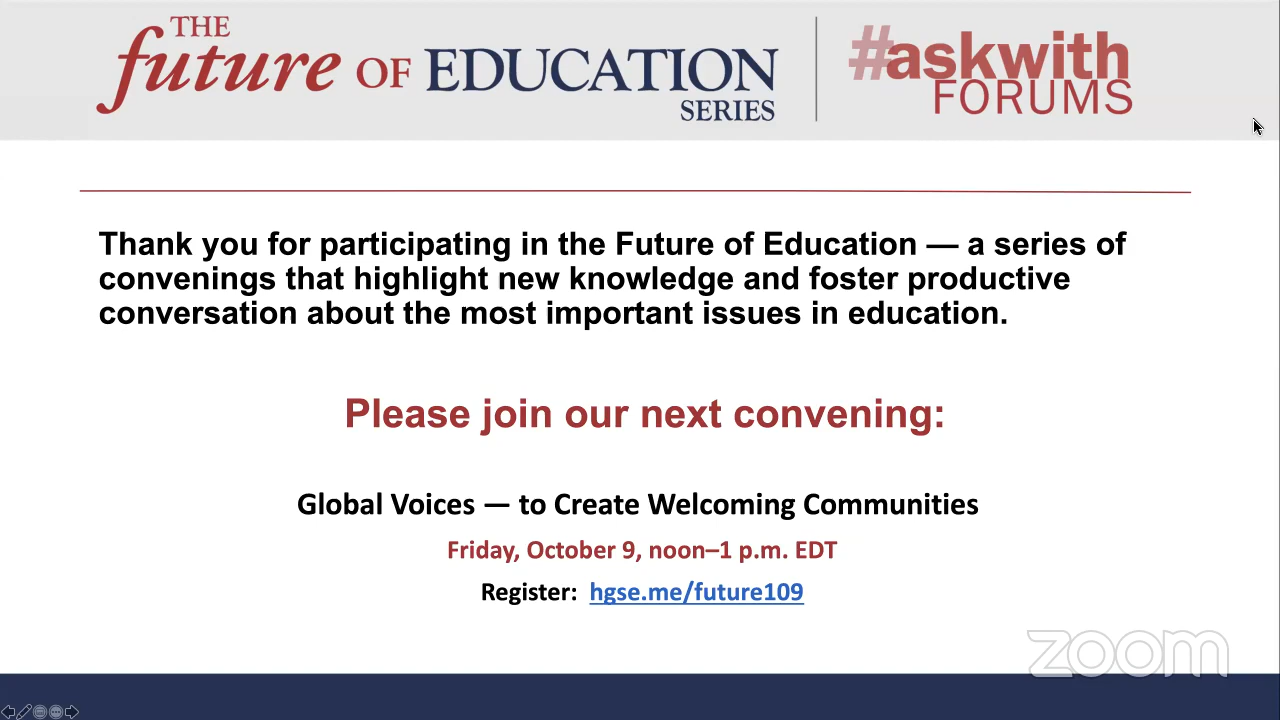 THE
future OF EDUCATION
SERIES
#askwith
FORUMS
Thank you for participating in the Future of Education — a series of
convenings that highlight new knowledge and foster productive
conversation about the most important issues in education.
Please join our next convening:
Global Voices — to Create Welcoming Communities
Friday, October 9, noon–1 p.m. EDT
Register: hgse.me/future109
zoom